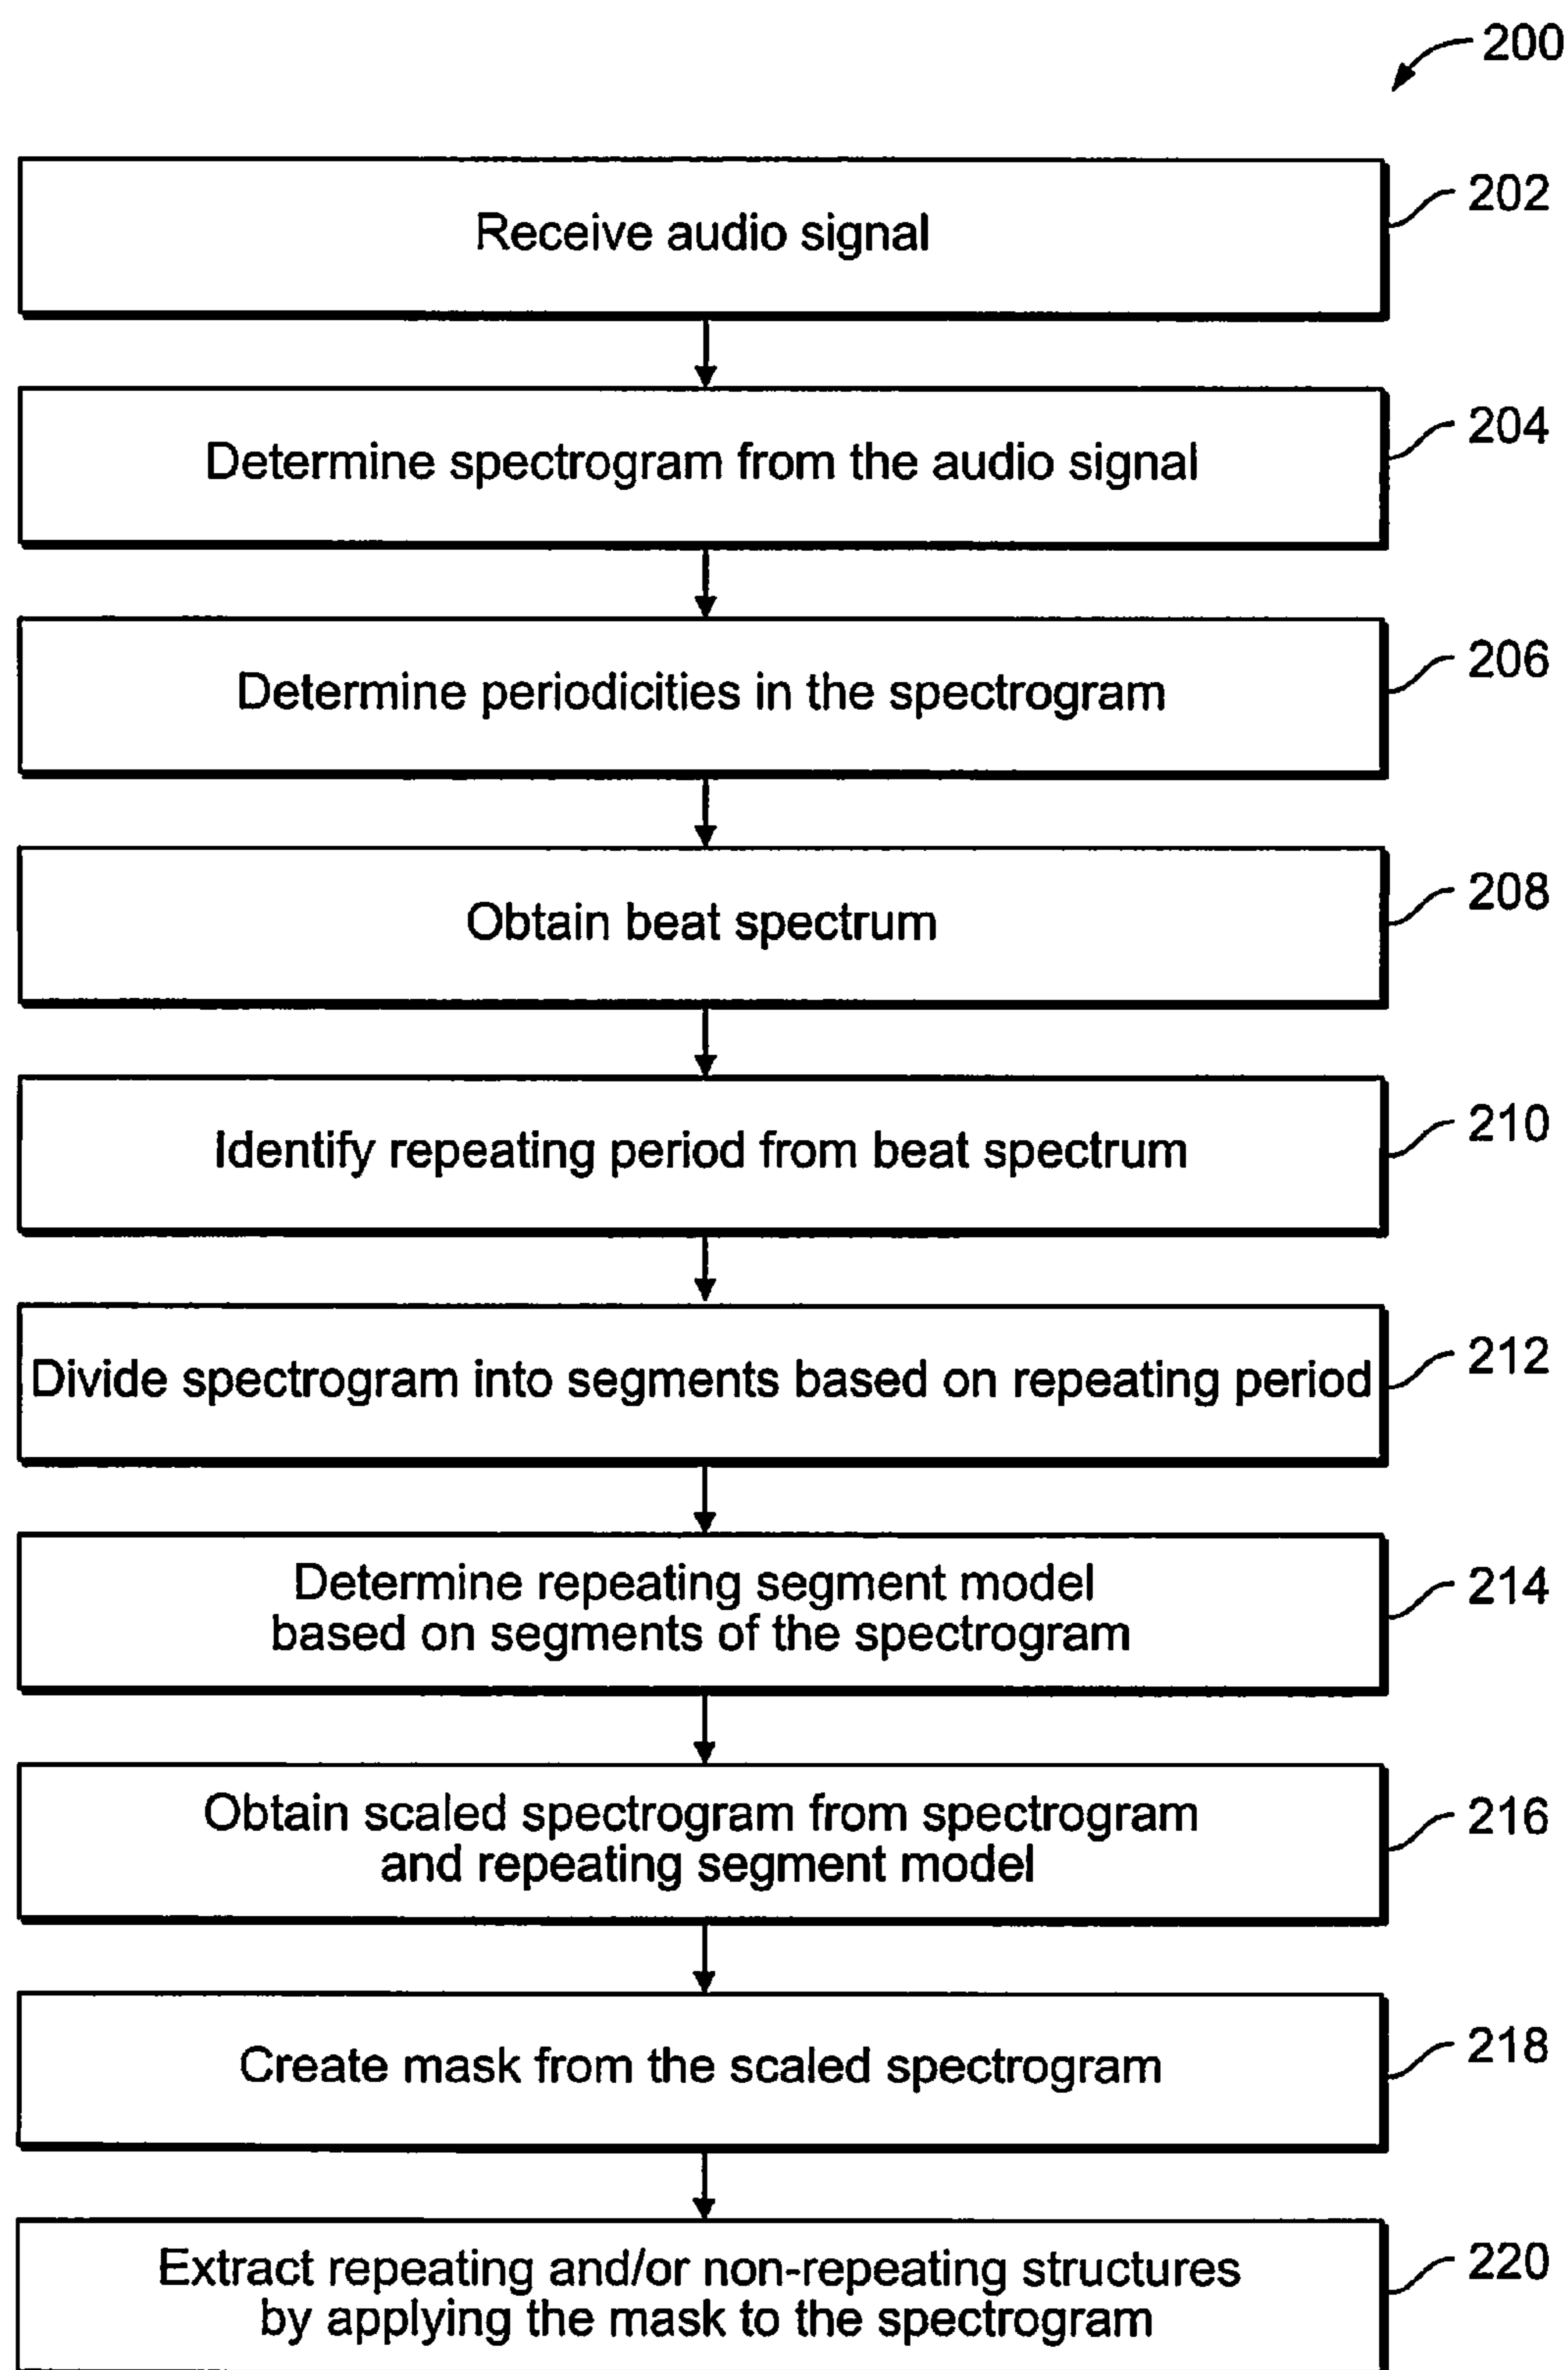 200
Receive audio signal
202
Determine spectrogram from the audio signal
204
Determine periodicities in the spectrogram
206
Obtain beat spectrum
208
Identify repeating period from beat spectrum
210
Divide spectrogram into segments based on repeating period
212
Determine repeating segment model
based on segments of the spectrogram
214
Obtain scaled spectrogram from spectrogram
and repeating segment model
216
Create mask from the scaled spectrogram
218
Extract repeating and/or non-repeating structures
by applying the mask to the spectrogram
220